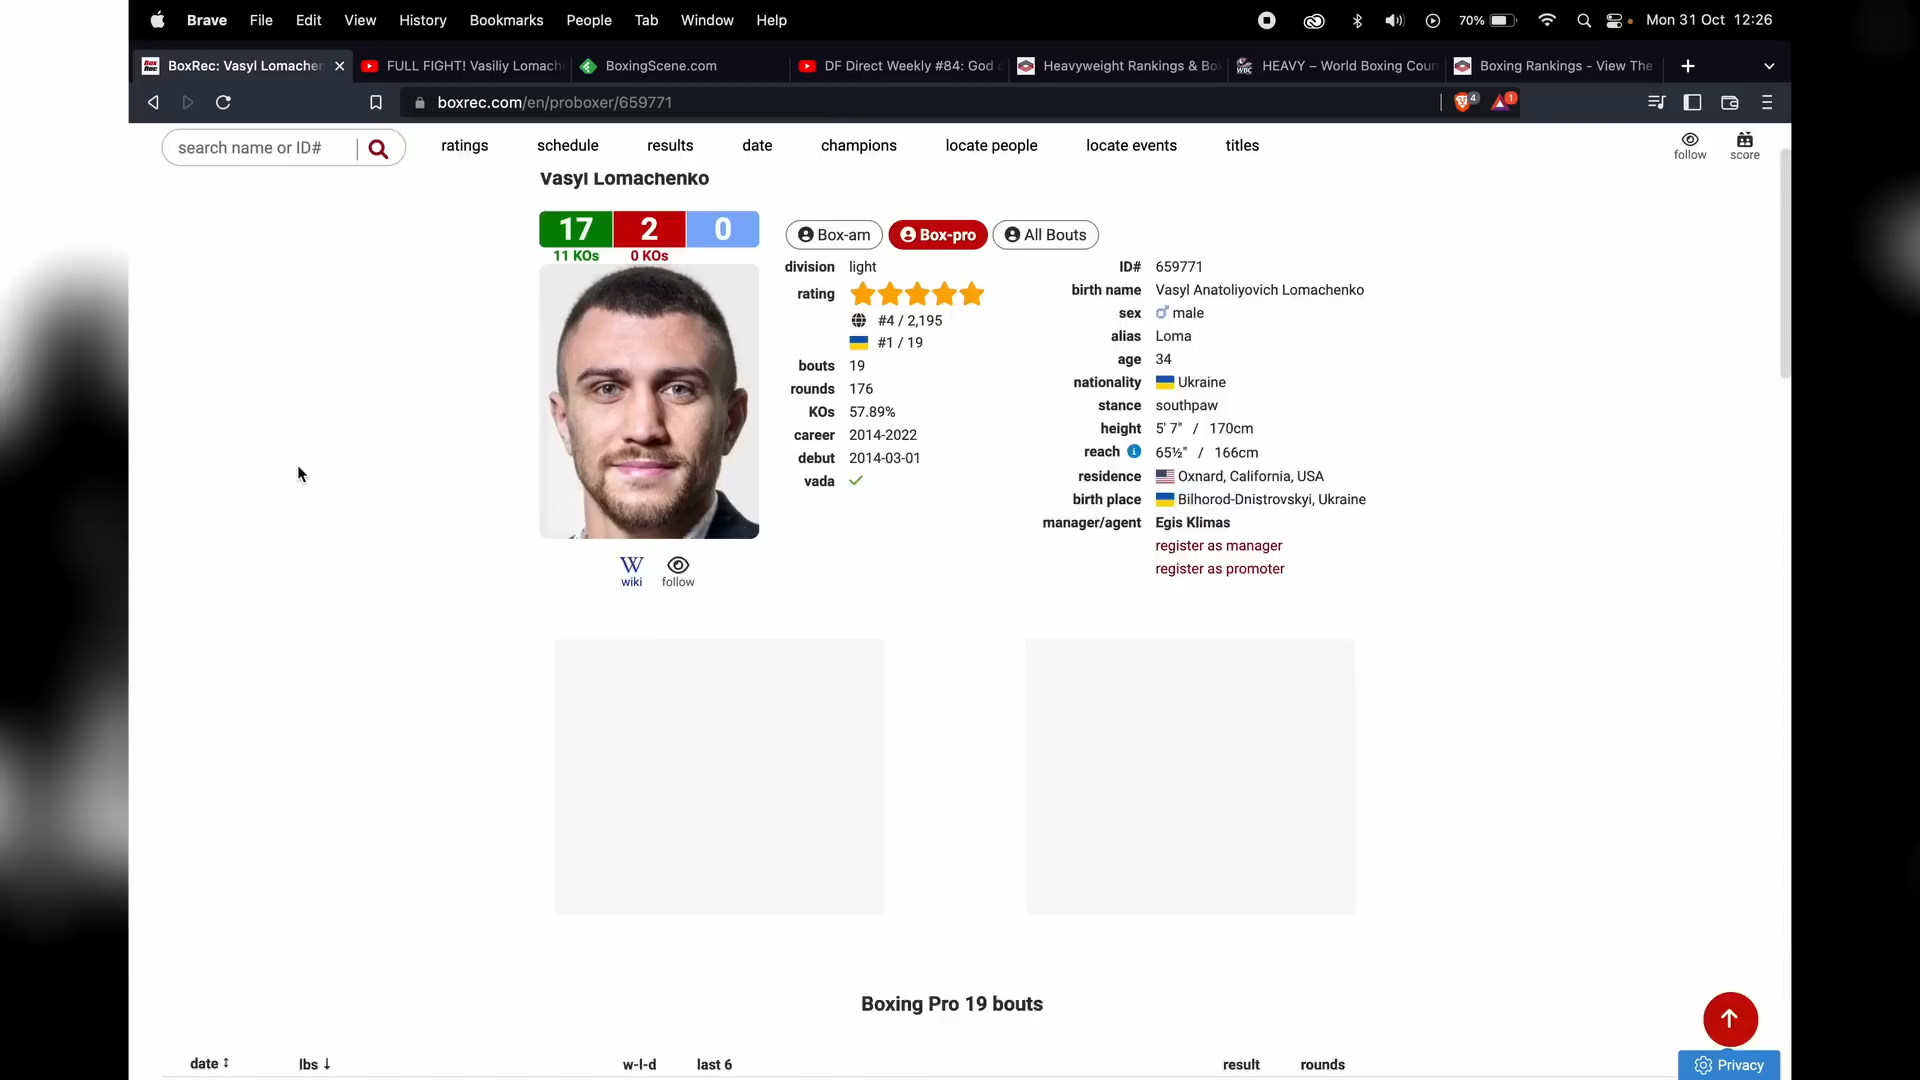 Brave File Edit View History Bookmarks People Tab Window Help 70% Mon 31 Oct 12:26
BoxRec: Vasyl Lomachen FULL FIGHT! Vasiliy Lomach BoxingScene.com DF Direct Weekly #84: God o Heavyweight Rankings & Bo HEAVY – World Boxing Coun Boxing Rankings - View The
boxrec.com/en/proboxer/659771 4 1
search name or ID# ratings schedule results date champions locate people locate events titles follow score
Vasyl Lomachenko
17 2 0
11 KOs 0 KOs
Box-am Box-pro All Bouts
division light
rating
#4 / 2,195
#1 / 19
bouts 19
rounds 176
KOs 57.89%
career 2014-2022
debut 2014-03-01
vada
ID# 659771
birth name Vasyl Anatoliyovich Lomachenko
sex male
alias Loma
age 34
nationality Ukraine
stance southpaw
height 5' 7" / 170cm
reach 65½" / 166cm
residence Oxnard, California, USA
birth place Bilhorod-Dnistrovskyi, Ukraine
manager/agent Egis Klimas
register as manager
register as promoter
W
wiki follow
Boxing Pro 19 bouts
date lbs w-l-d last 6 result rounds
Privacy